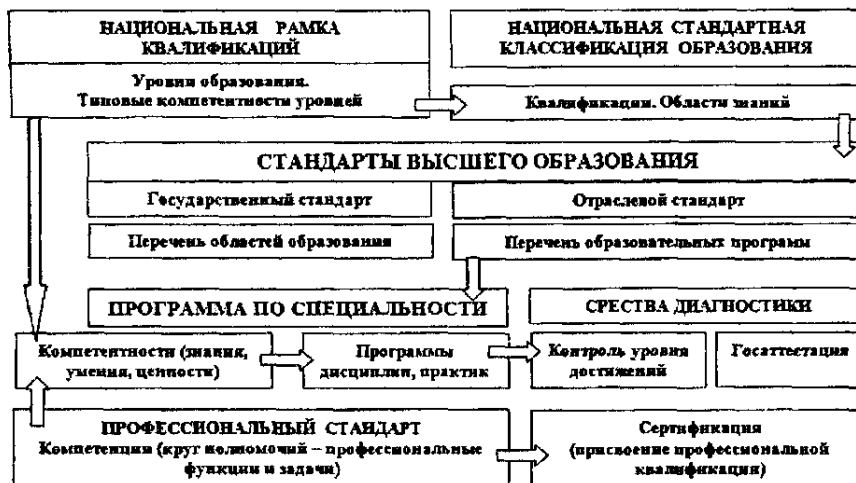 НАЦИОНАЛЬНАЯ РАМКА
КВАЛИФИКАЦИЙ
Уровни образования.
Типовые компетентности уровней
НАЦИОНАЛЬНАЯ СТАНДАРТНАЯ
КЛАССИФИКАЦИЯ ОБРАЗОВАНИЯ
Квалификации. Области знаний
СТАНДАРТЫ ВЫСШЕГО ОБРАЗОВАНИЯ
Государственный стандарт
Отраслевой стандарт
Перечень областей образования
Перечень образовательных программ
ПРОГРАММА ПО СПЕЦИАЛЬНОСТИ
СРЕСТВА ДИАГНОСТИКИ
Компетентности (знания,
умения, ценности)
Программы
дисциплин, практик
Контроль уровня
достижений
Госаттестация
ПРОФЕССИОНАЛЬНЫЙ СТАНДАРТ
Компетенции (круг полномочий – профессиональные
функции и задачи)
Сертификация
(присвоение профессиональной
квалификации)